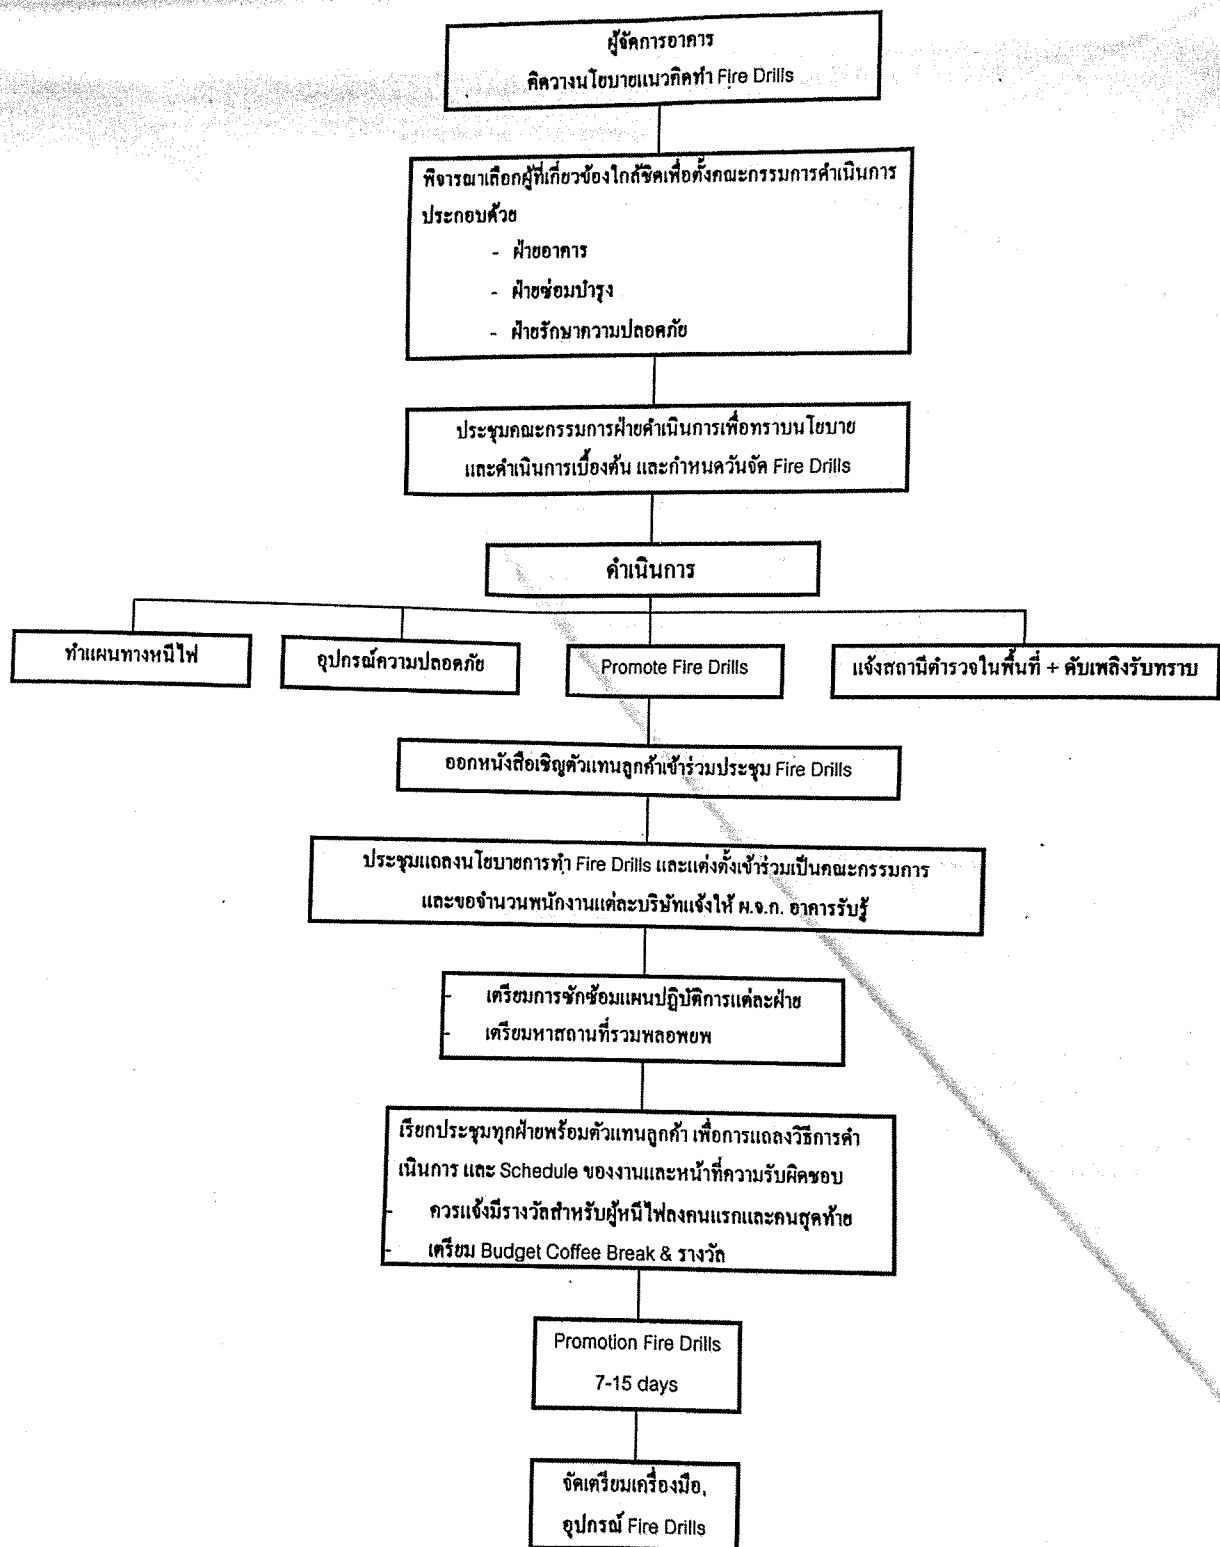 ผู้จัดการอาคาร
คิดวางนโยบายแนวคิดทำ Fire Drills
พิจารณาเลือกผู้ที่เกี่ยวข้องใกล้ชิดเพื่อตั้งคณะกรรมการดำเนินการ
ประกอบด้วย
- ฝ่ายอาคาร
- ฝ่ายซ่อมบำรุง
- ฝ่ายรักษาความปลอดภัย
ประชุมคณะกรรมการฝ่ายดำเนินการเพื่อทราบนโยบาย
และดำเนินการเบื้องต้น และกำหนดวันจัด Fire Drills
ดำเนินการ
ทำแผนทางหนีไฟ
อุปกรณ์ความปลอดภัย
Promote Fire Drills
แจ้งสถานีตำรวจในพื้นที่ + ดับเพลิงรับทราบ
ออกหนังสือเชิญตัวแทนลูกค้าเข้าร่วมประชุม Fire Drills
ประชุมแถลงนโยบายการทำ Fire Drills และแต่งตั้งเข้าร่วมเป็นคณะกรรมการ
และขอจำนวนพนักงานแต่ละบริษัทแจ้งให้ ผ.จ.ก. อาคารรับรู้
- เตรียมการซักซ้อมแผนปฏิบัติการแต่ละฝ่าย
- เตรียมหาสถานที่รวมพลอพยพ
เรียกประชุมทุกฝ่ายพร้อมตัวแทนลูกค้า เพื่อการแถลงวิธีการดำ
เนินการ และ Schedule ของงานและหน้าที่ความรับผิดชอบ
- ควรแจ้งมีรางวัลสำหรับผู้หนีไฟลงคนแรกและคนสุดท้าย
- เตรียม Budget Coffee Break & รางวัล
Promotion Fire Drills
7-15 days
จัดเตรียมเครื่องมือ,
อุปกรณ์ Fire Drills